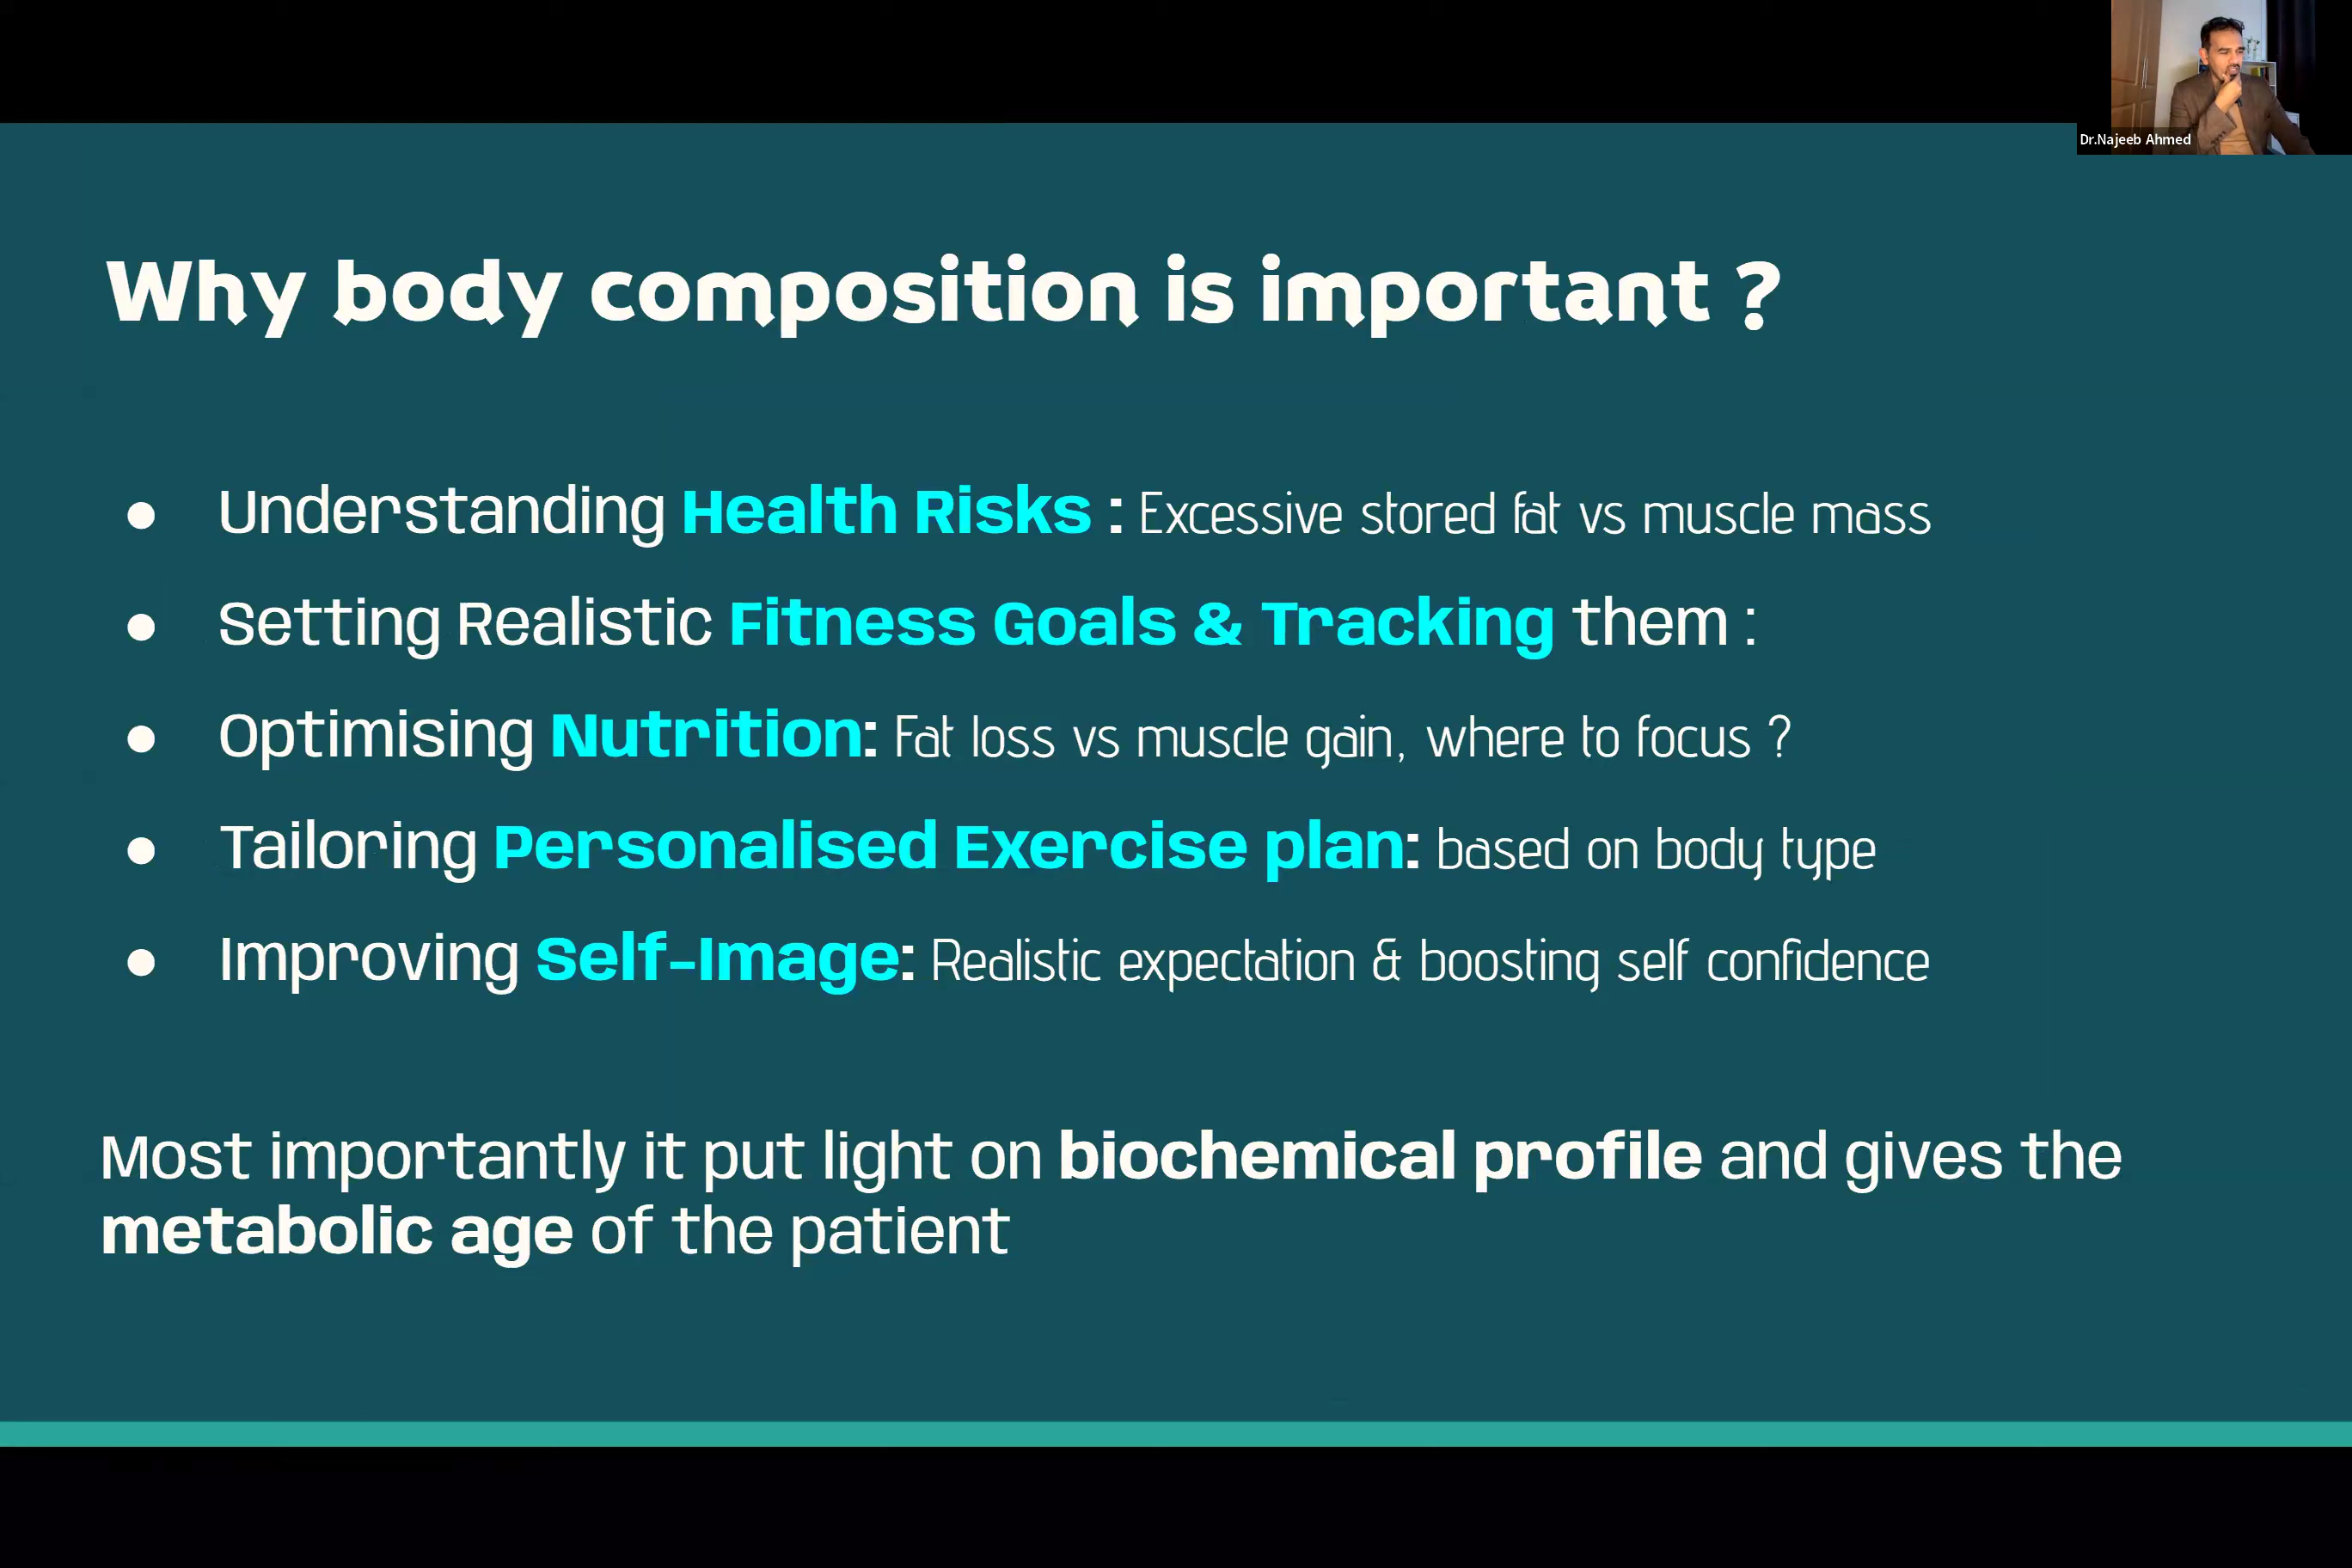 Dr.Najeeb Ahmed
Why body composition is important ?
● Understanding Health Risks : Excessive stored fat vs muscle mass
● Setting Realistic Fitness Goals & Tracking them :
● Optimising Nutrition: Fat loss vs muscle gain, where to focus ?
● Tailoring Personalised Exercise plan: based on body type
● Improving Self-Image: Realistic expectation & boosting self confidence
Most importantly it put light on biochemical profile and gives the
metabolic age of the patient